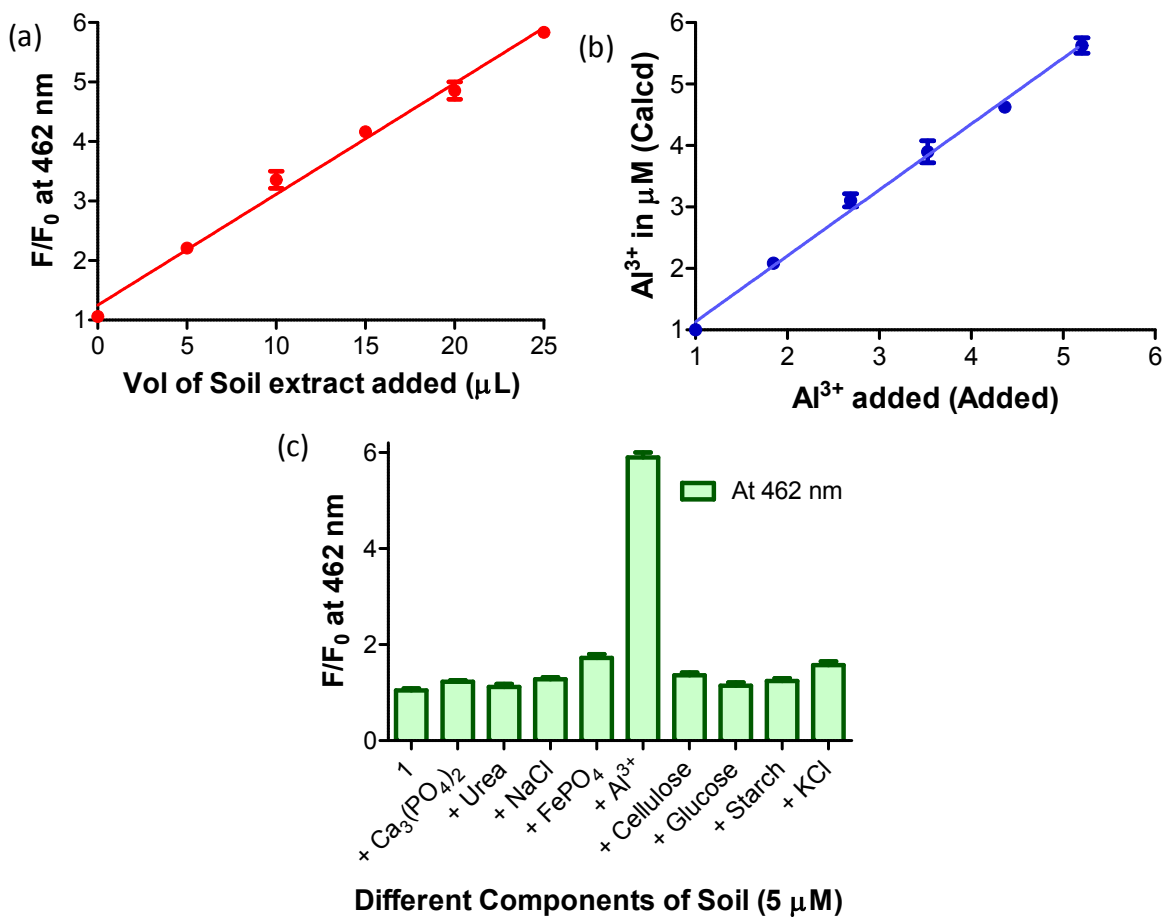 (a)
F/F₀ at 462 nm
6
5
4
3
2
1
0
5
10
15
20
25
Vol of Soil extract added (μL)
(b)
Al³⁺ in μM (Calcd)
6
5
4
3
2
1
1
2
3
4
5
6
Al³⁺ added (Added)
(c)
F/F₀ at 462 nm
6
4
2
0
At 462 nm
1
+ Ca₃(PO₄)₂
+ Urea
+ NaCl
+ FePO₄
+ Al³⁺
+ Cellulose
+ Glucose
+ Starch
+ KCl
Different Components of Soil (5 μM)